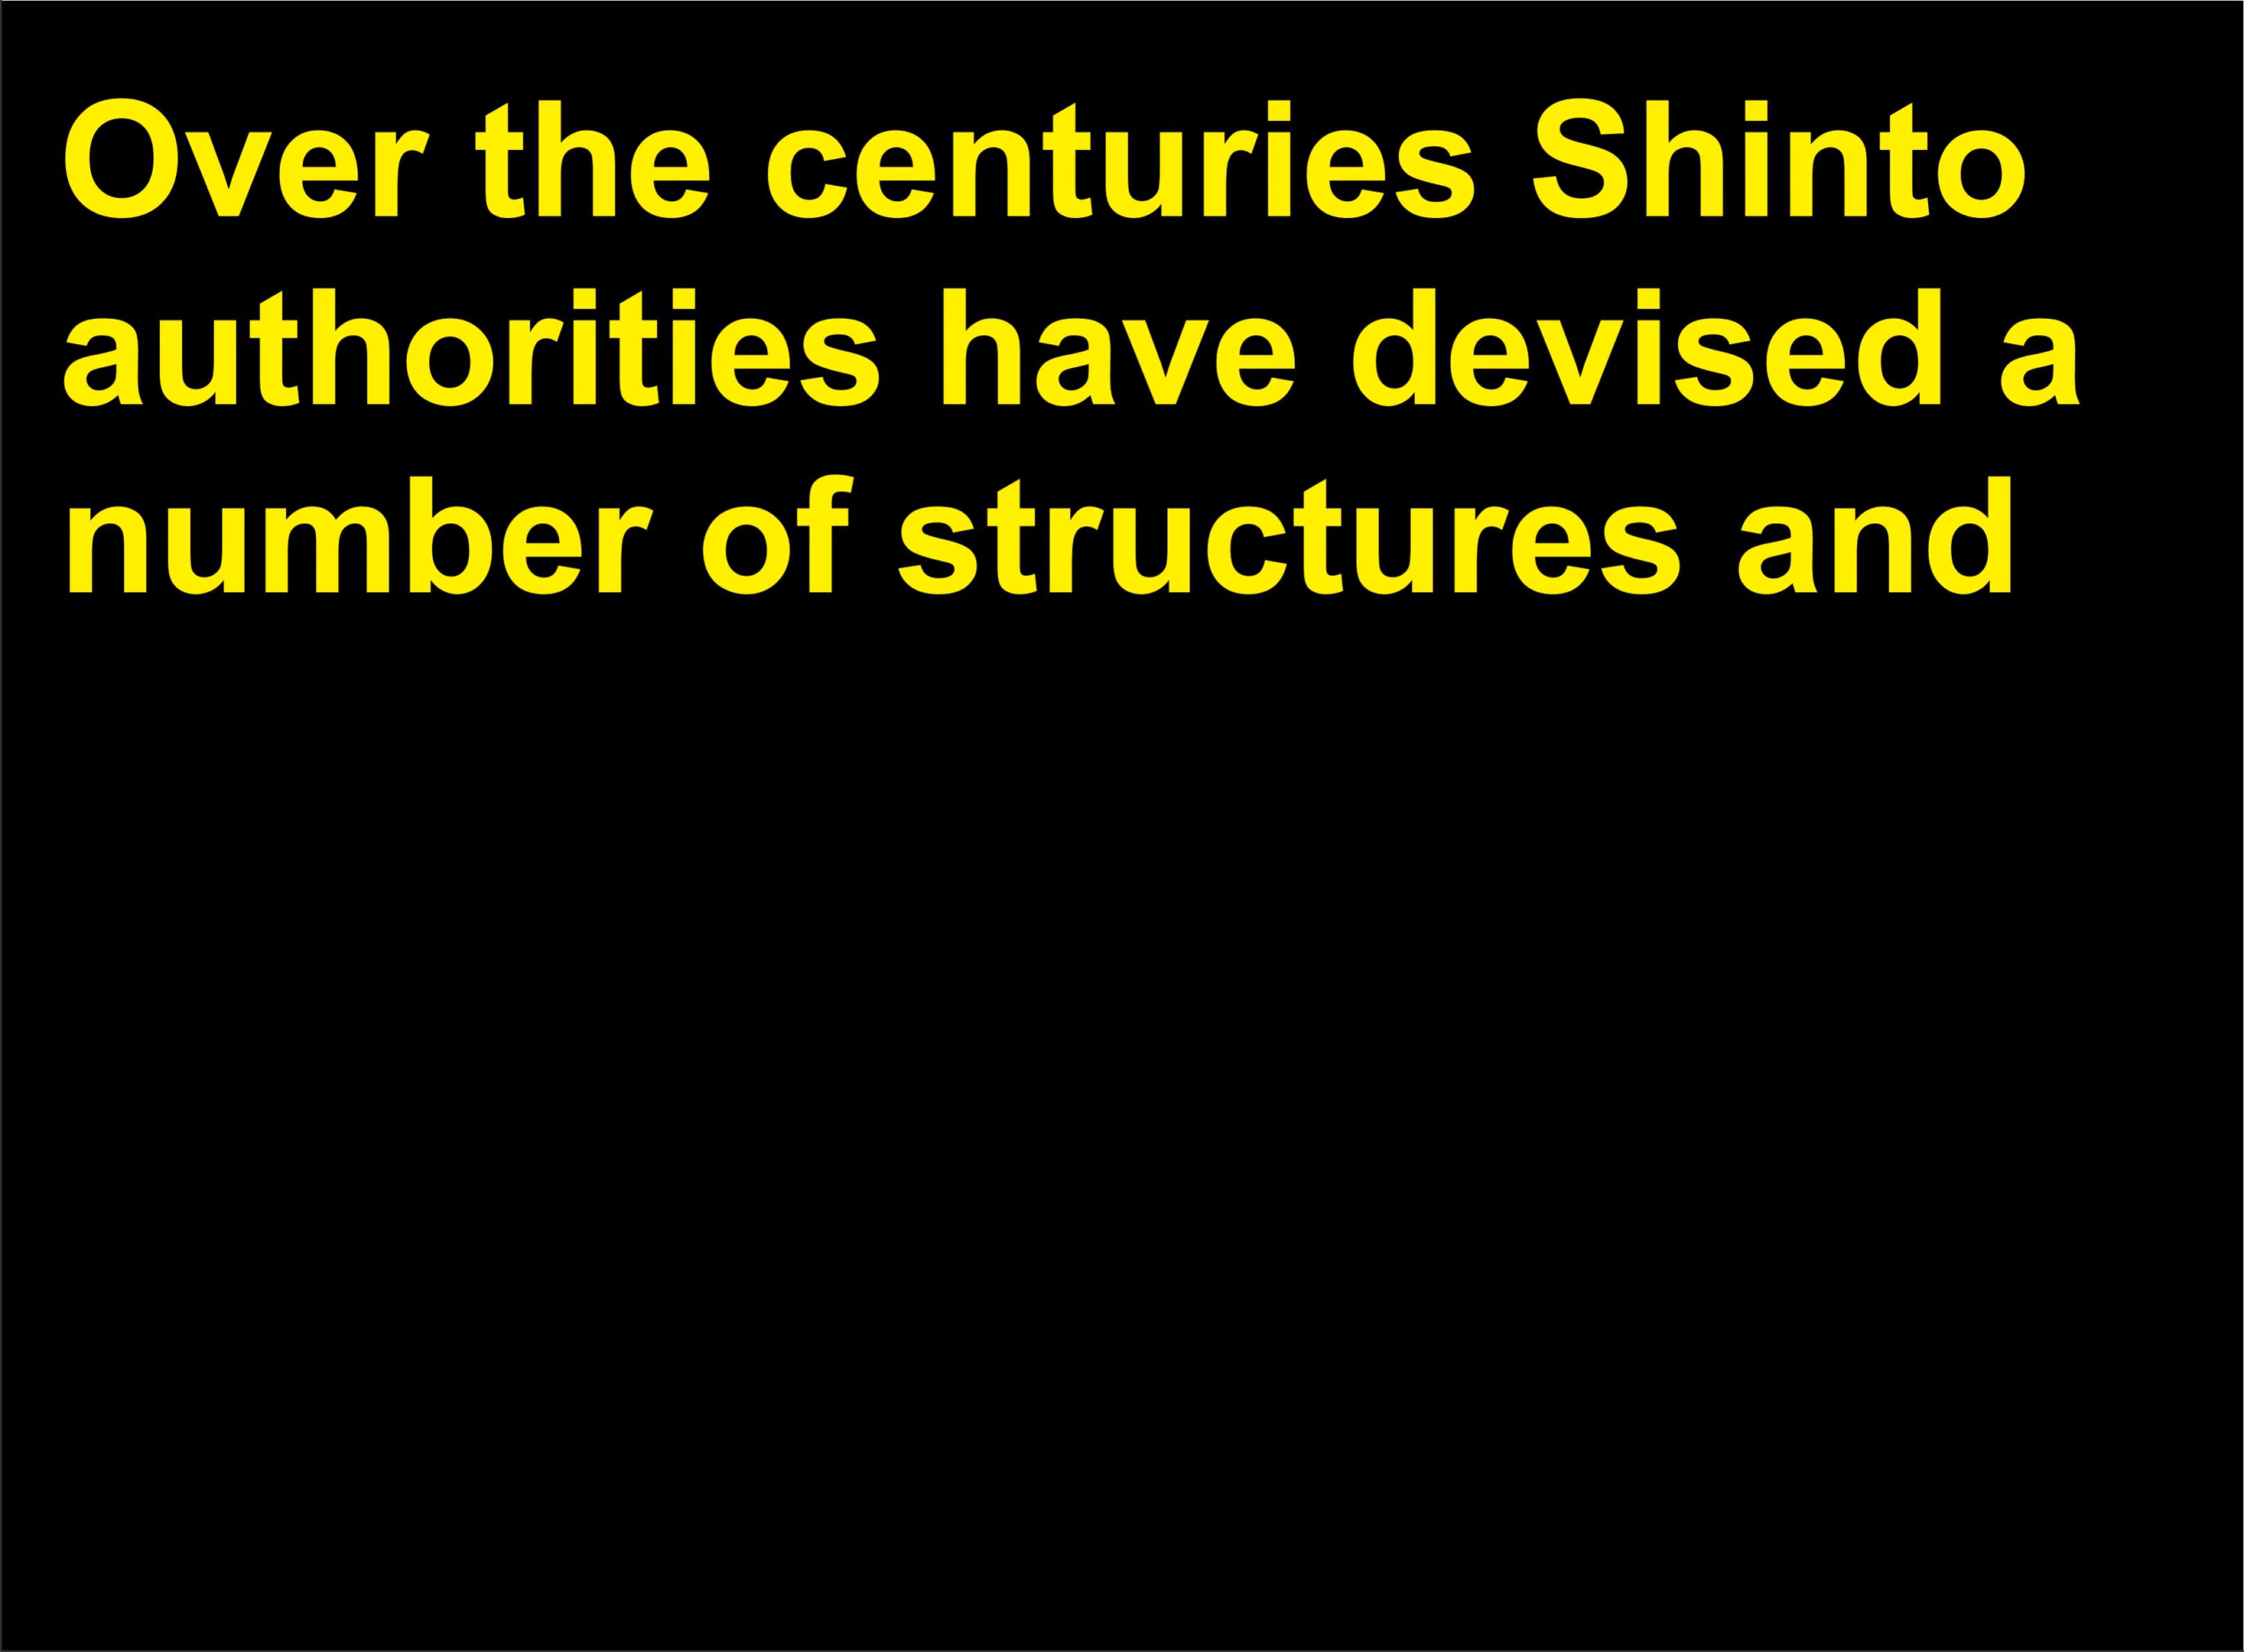 Over the centuries Shinto
authorities have devised a
number of structures and